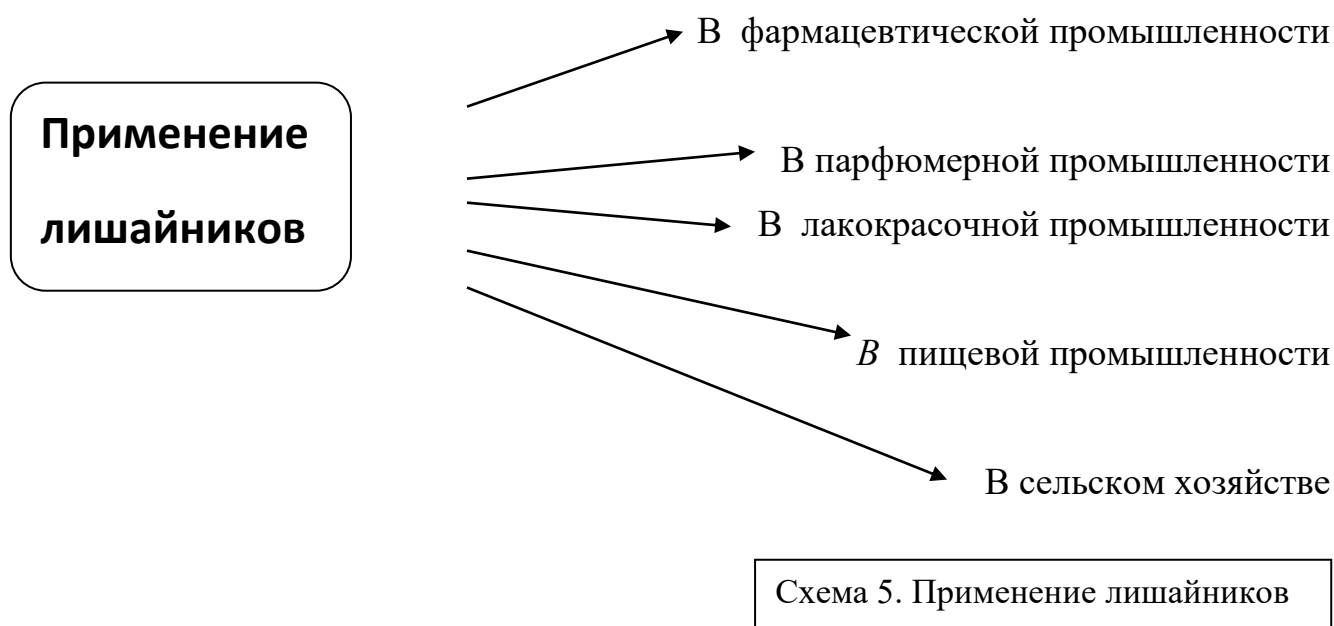 В фармацевтической промышленности
Применение
лишайников
В парфюмерной промышленности
В лакокрасочной промышленности
В пищевой промышленности
В сельском хозяйстве
Схема 5. Применение лишайников